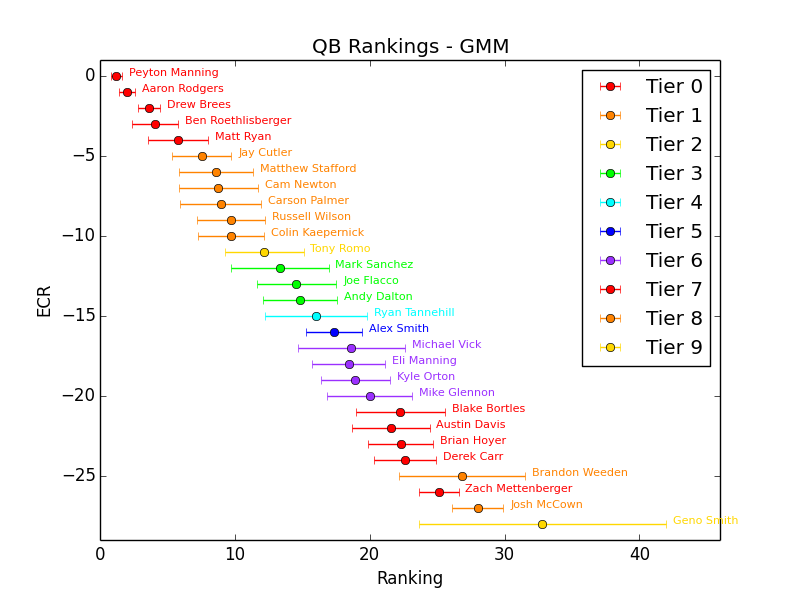 QB Rankings - GMM
0
−5
−10
−15
−20
−25
ECR
Peyton Manning
Aaron Rodgers
Drew Brees
Ben Roethlisberger
Matt Ryan
Jay Cutler
Matthew Stafford
Cam Newton
Carson Palmer
Russell Wilson
Colin Kaepernick
Tony Romo
Mark Sanchez
Joe Flacco
Andy Dalton
Ryan Tannehill
Alex Smith
Michael Vick
Eli Manning
Kyle Orton
Mike Glennon
Blake Bortles
Austin Davis
Brian Hoyer
Derek Carr
Brandon Weeden
Zach Mettenberger
Josh McCown
Geno Smith
Tier 0
Tier 1
Tier 2
Tier 3
Tier 4
Tier 5
Tier 6
Tier 7
Tier 8
Tier 9
0 10 20 30 40
Ranking